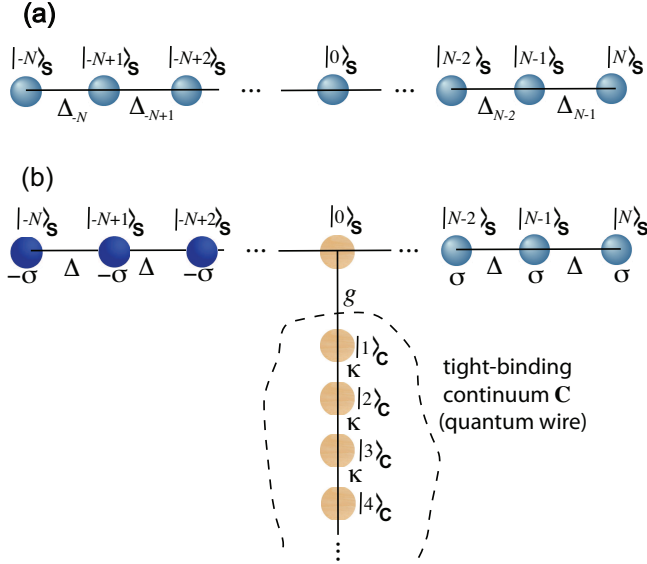 (a)
|-N⟩S |-N+1⟩S |-N+2⟩S |0⟩S |N-2⟩S |N-1⟩S |N⟩S
... ...
Δ-N Δ-N+1 ΔN-2 ΔN-1
(b)
|-N⟩S |-N+1⟩S |-N+2⟩S |0⟩S |N-2⟩S |N-1⟩S |N⟩S
... ...
−σ Δ −σ Δ −σ σ Δ σ Δ σ
g
|1⟩C
κ
|2⟩C
κ
|3⟩C
κ
|4⟩C
...
tight-binding
continuum C
(quantum wire)